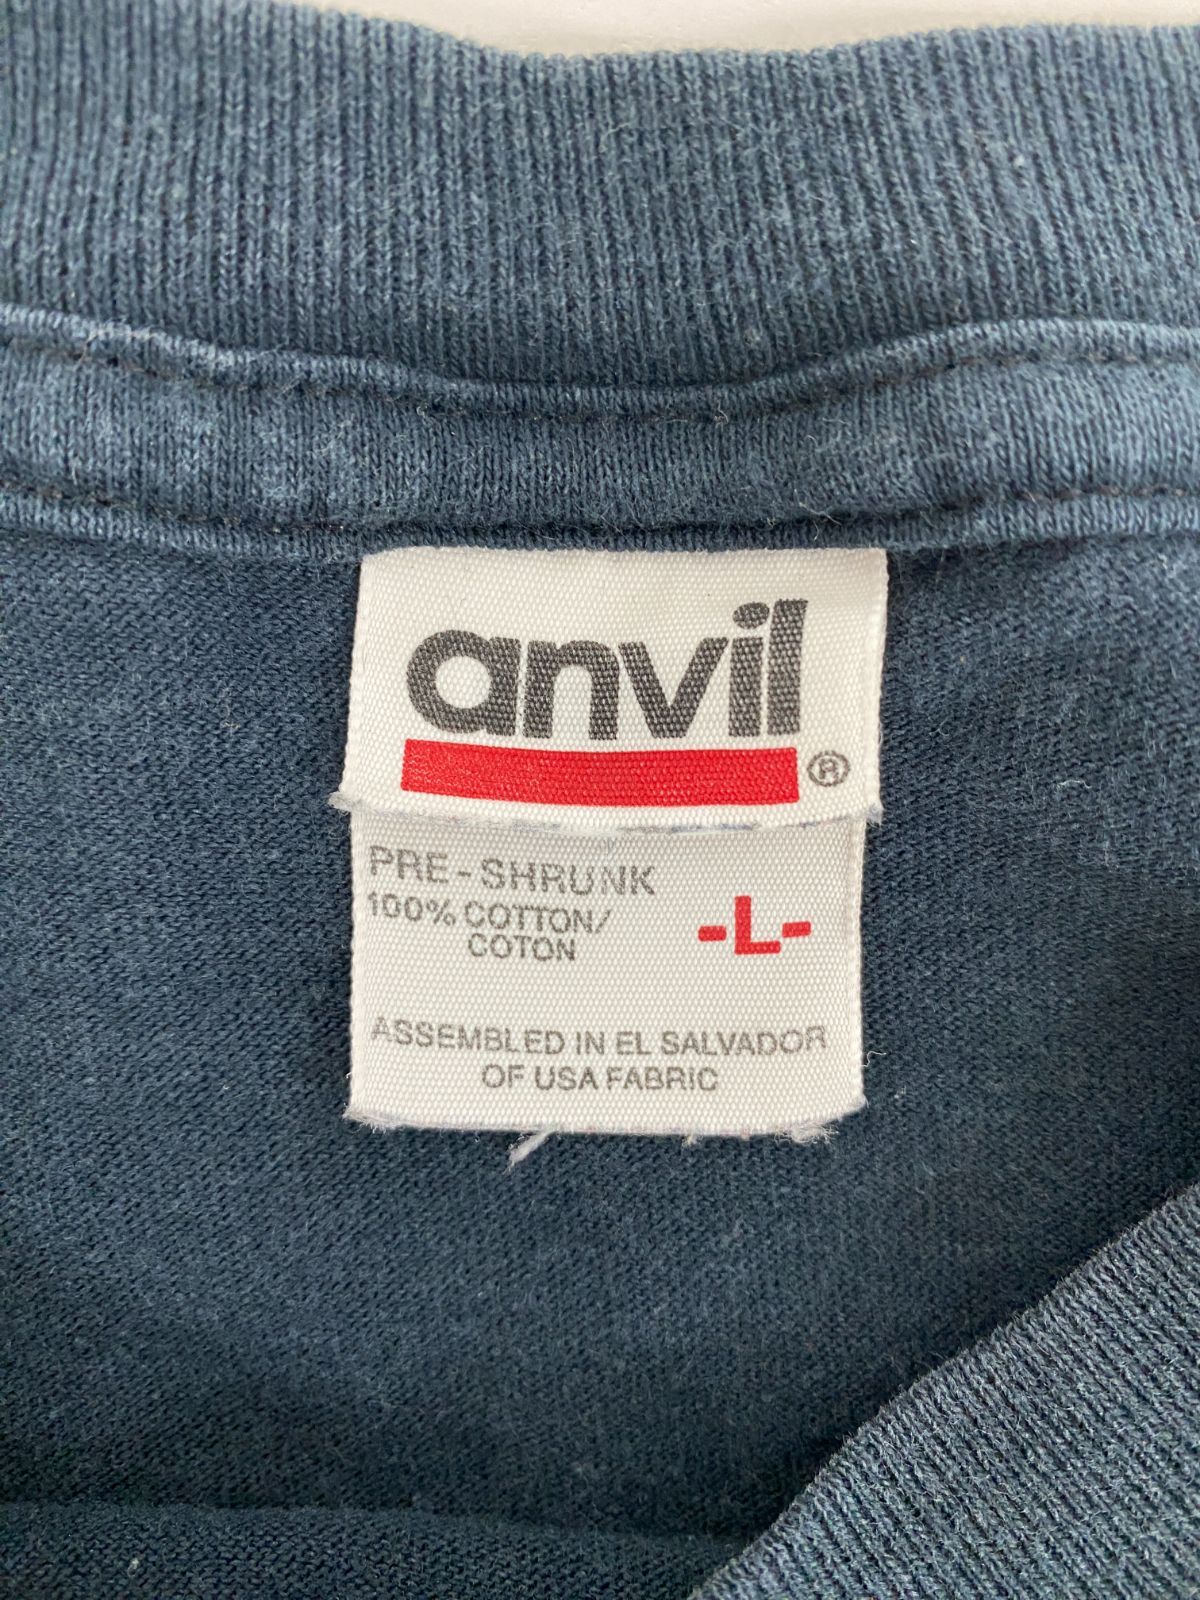 anvil®
PRE-SHRUNK
100% COTTON/
COTON
-L-
ASSEMBLED IN EL SALVADOR
OF USA FABRIC